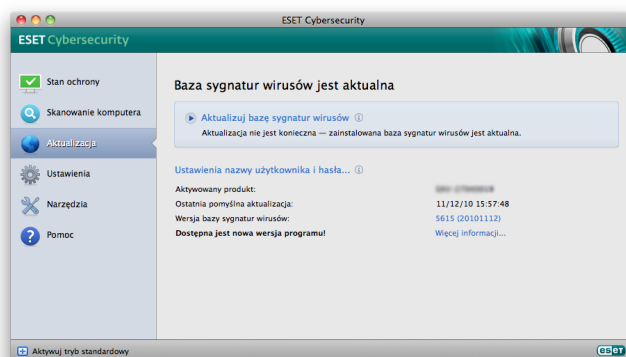 ESET Cybersecurity
ESET Cybersecurity
Stan ochrony
Skanowanie komputera
Aktualizacja
Ustawienia
Narzędzia
Pomoc
Baza sygnatur wirusów jest aktualna
Aktualizuj bazę sygnatur wirusów
Aktualizacja nie jest konieczna — zainstalowana baza sygnatur wirusów jest aktualna.
Ustawienia nazwy użytkownika i hasła...
Aktywowany produkt:
Ostatnia pomyślna aktualizacja: 11/12/10 15:57:48
Wersja bazy sygnatur wirusów: 5615 (20101112)
Dostępna jest nowa wersja programu! Więcej informacji...
Aktywuj tryb standardowy
eseT